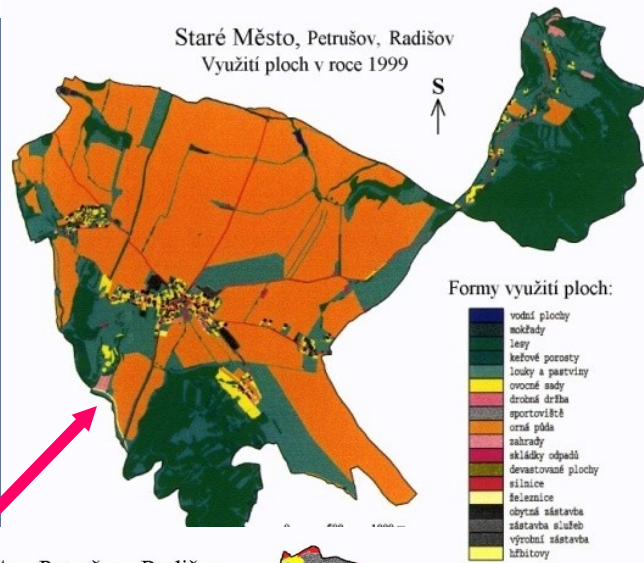 Staré Město, Petrušov, Radišov
Využití ploch v roce 1999
S
Formy využití ploch:
vodní plochy
mokřady
lesy
keřové porosty
louky a pastviny
ovocné sady
drobná držba
sportoviště
orná půda
zahrady
skládky odpadů
devastované plochy
silnice
železnice
obytná zástavba
zástavba služeb
výrobní zástavba
hřbitovy